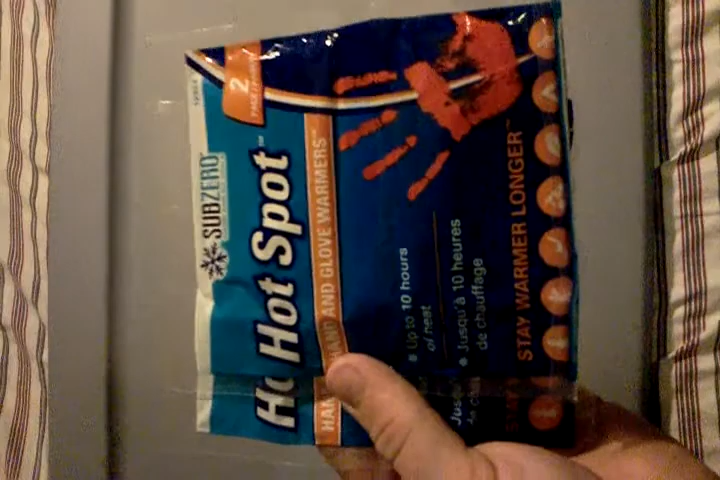 2
SUBZERO
Hot Spot™
HAND AND GLOVE WARMERS™
• Up to 10 hours
of heat
• Jusqu'à 10 heures
de chauffage
STAY WARMER LONGER™